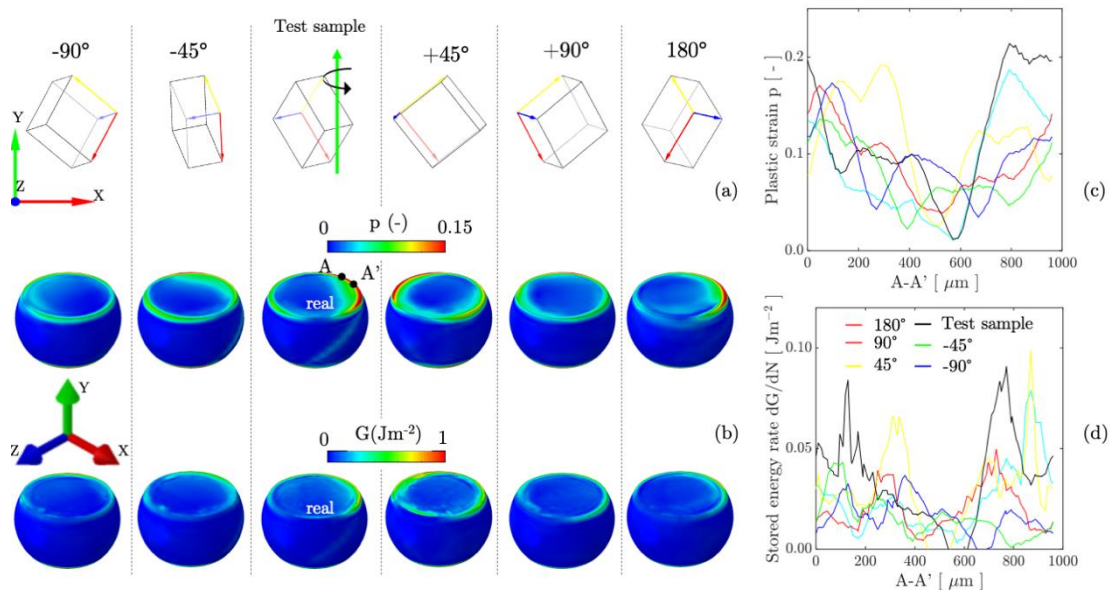 Test sample
-90°
-45°
+45°
+90°
180°
Y
Z
X
(a)
p (-)
0
0.15
A
A'
real
Y
Z
X
(b)
G(Jm-2)
0
1
real
Plastic strain p [ - ]
0.2
0.1
0.0
0
200
400
600
800
1000
A-A' [ μm ]
(c)
Stored energy rate dG/dN [ Jm−2 ]
0.10
0.05
0.00
180°
Test sample
90°
-45°
45°
-90°
0
200
400
600
800
1000
A-A' [ μm ]
(d)